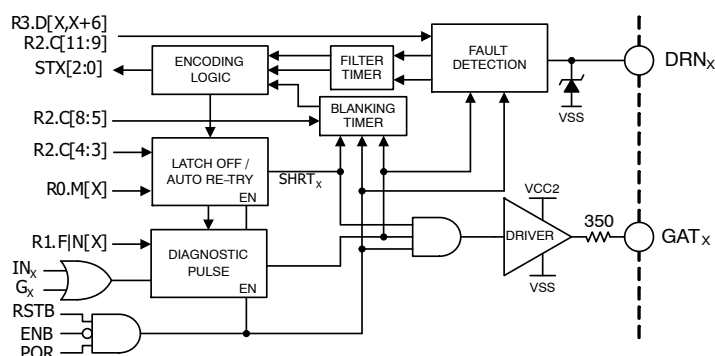 R3.D[X,X+6]
R2.C[11:9]
STX[2:0]
ENCODING
LOGIC
FILTER
TIMER
FAULT
DETECTION
DRNX
VSS
R2.C[8:5]
BLANKING
TIMER
R2.C[4:3]
LATCH OFF /
AUTO RE-TRY
EN
SHRTX
R0.M[X]
VCC2
350
GATX
DRIVER
VSS
R1.F|N[X]
DIAGNOSTIC
PULSE
EN
INX
GX
RSTB
ENB
POR